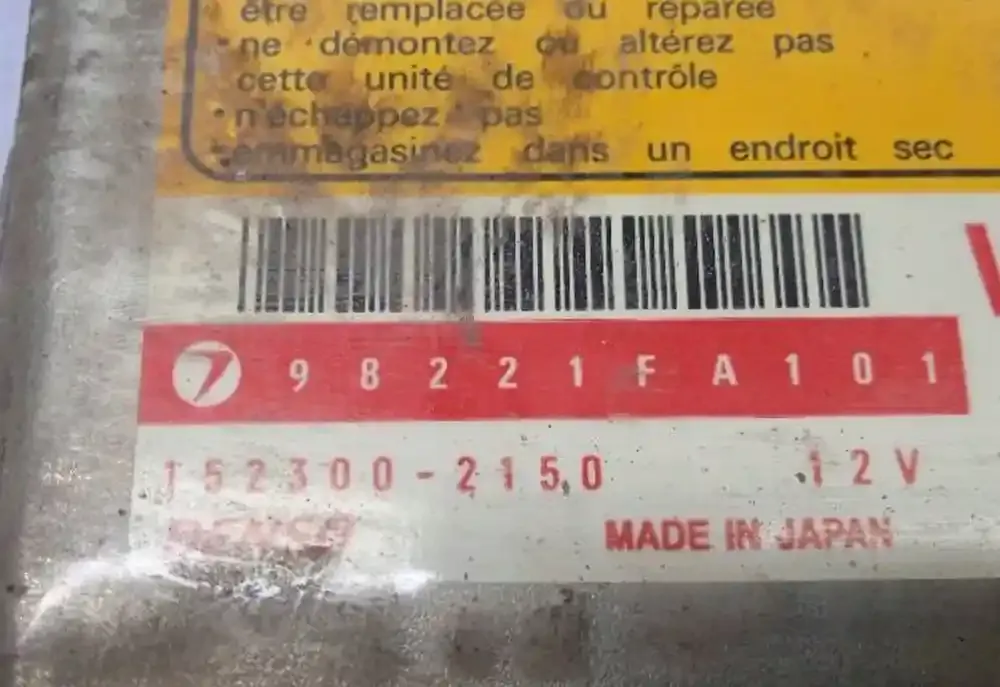 être remplacée ou réparée
• ne démontez ou altérez pas
cette unité de contrôle
• n'échappez pas
• emmagasinez dans un endroit sec
98221FA101
152300-2150 12V
DENSO MADE IN JAPAN